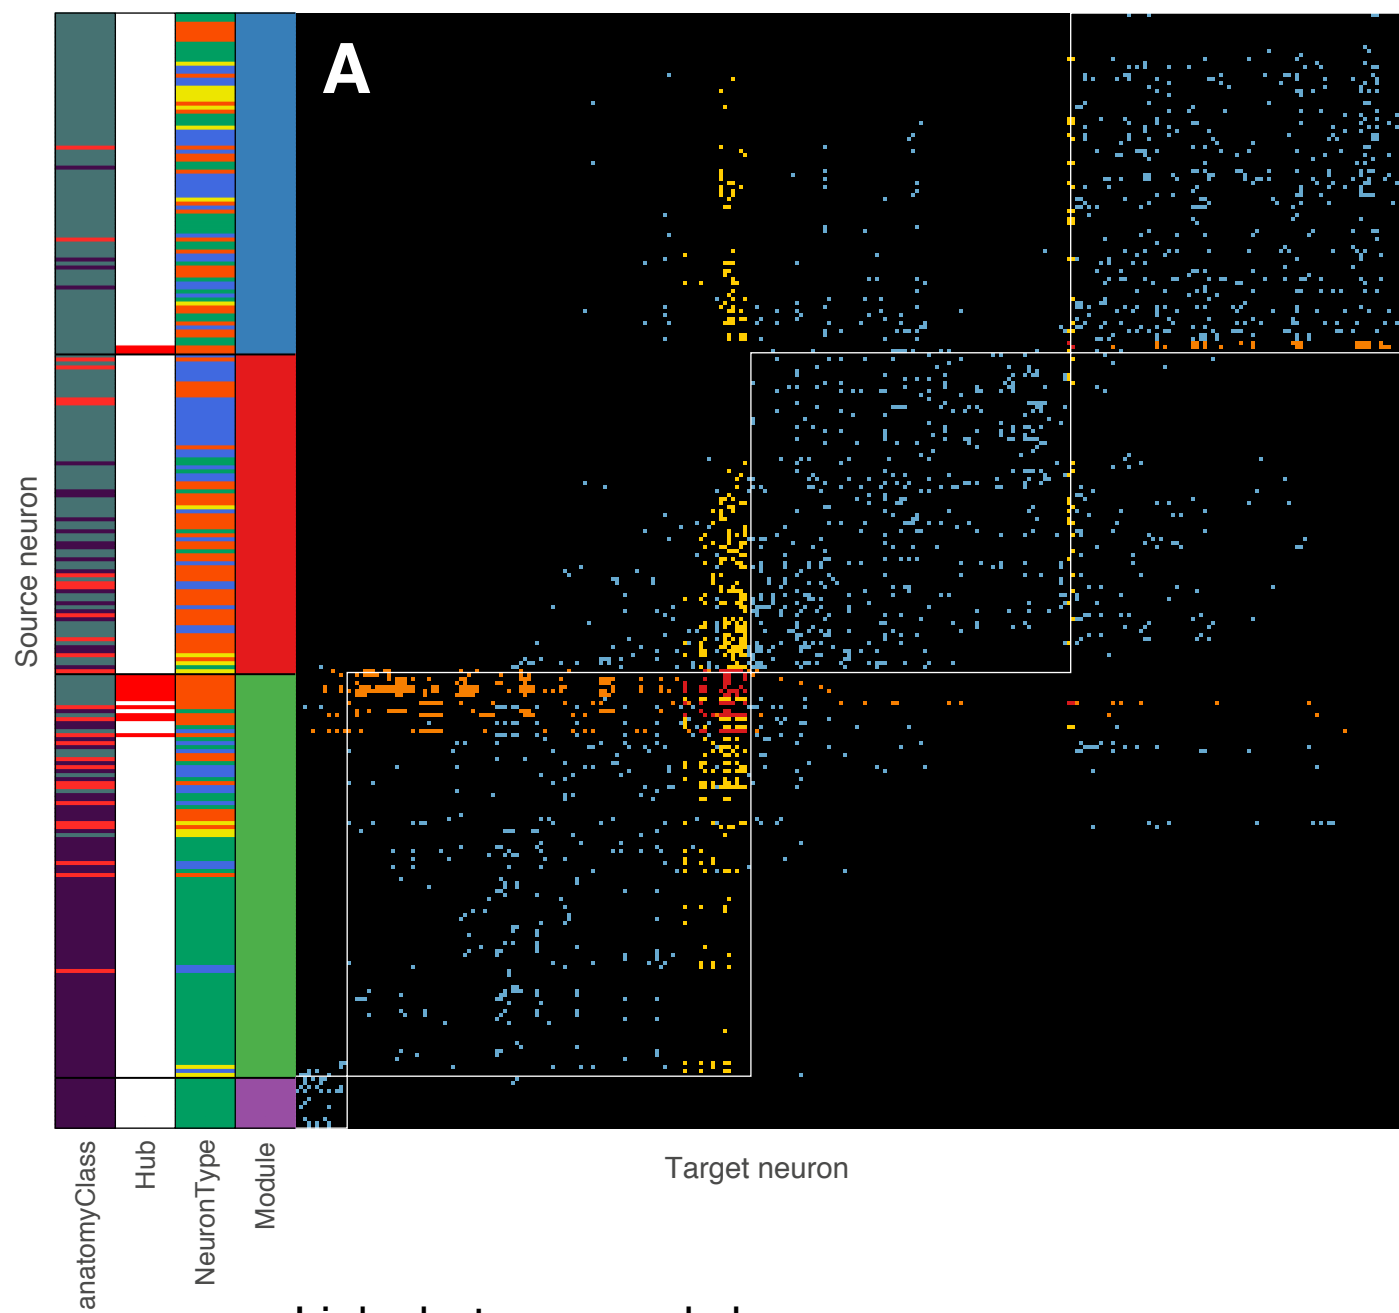 A
Source neuron
Target neuron
anatomyClass
Hub
NeuronType
Module